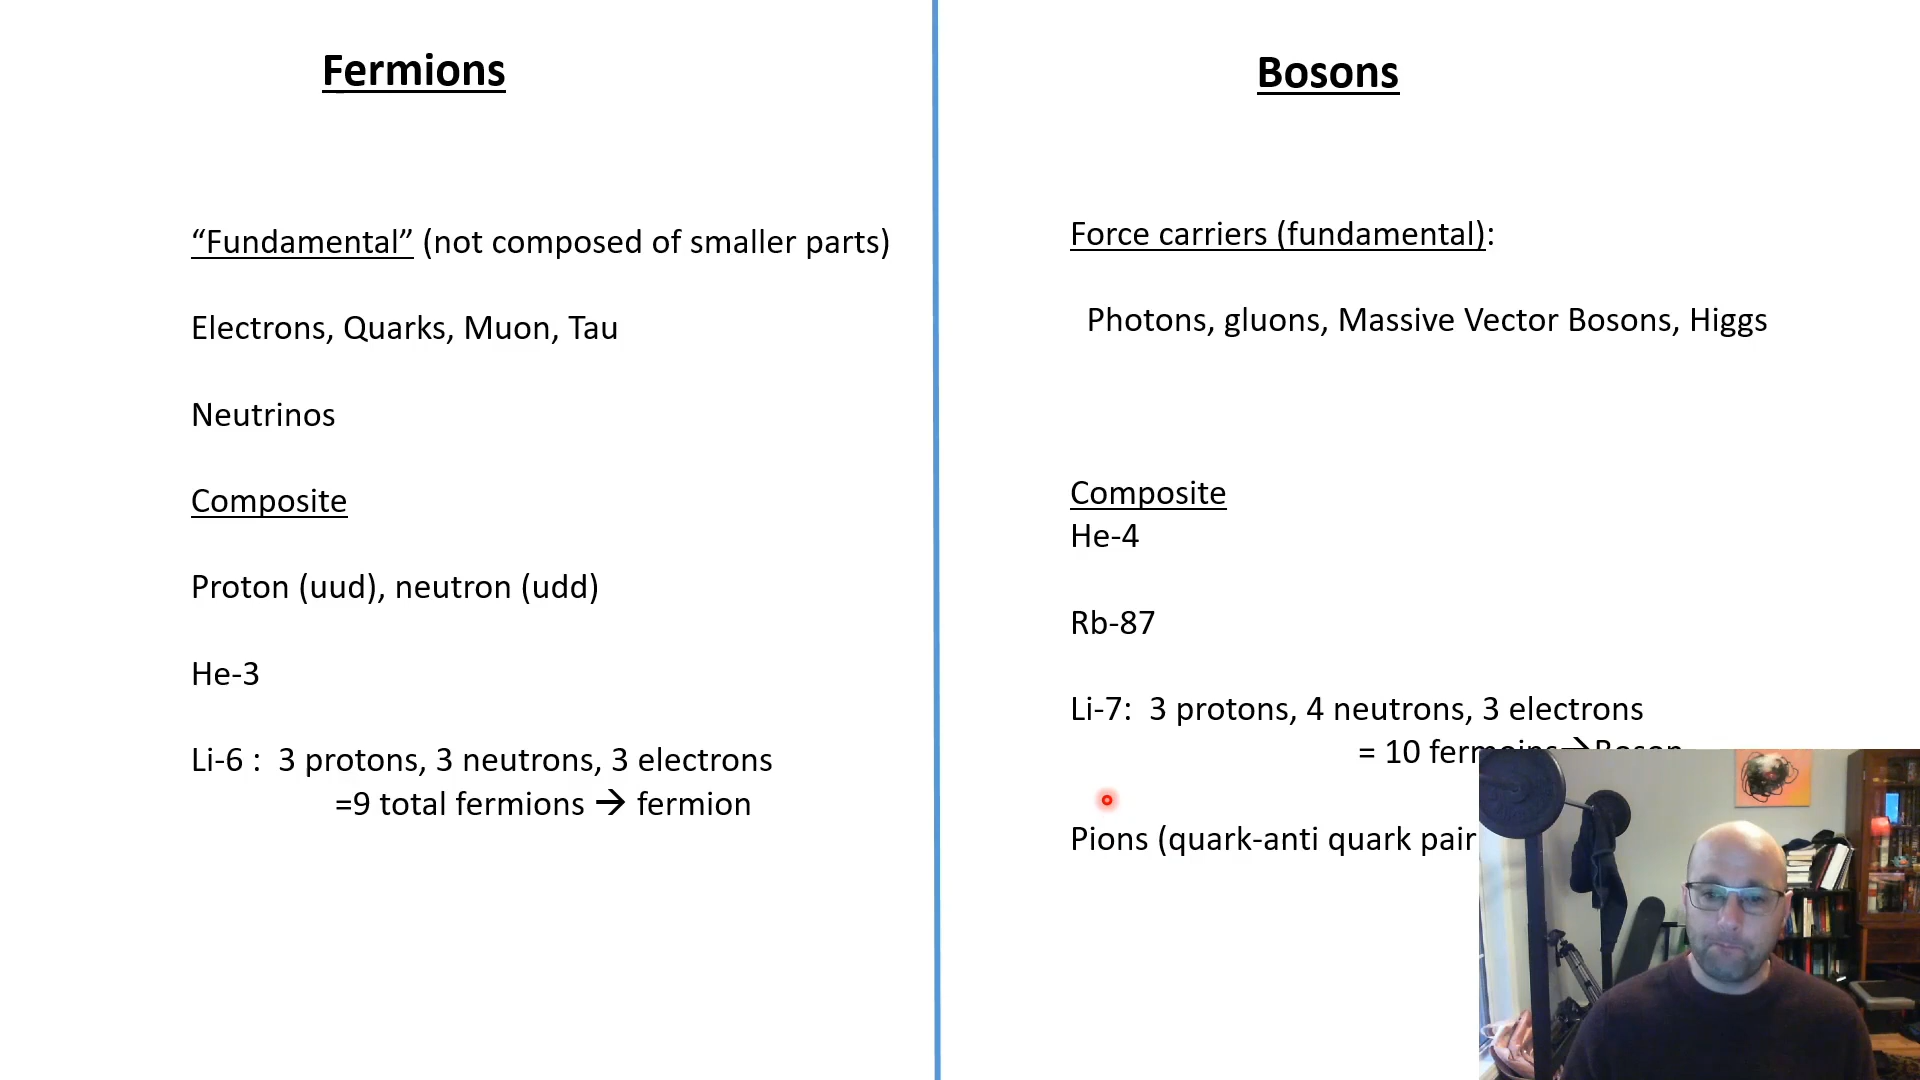 Fermions
“Fundamental” (not composed of smaller parts)
Electrons, Quarks, Muon, Tau
Neutrinos
Composite
Proton (uud), neutron (udd)
He-3
Li-6 :  3 protons, 3 neutrons, 3 electrons
=9 total fermions → fermion
Bosons
Force carriers (fundamental):
Photons, gluons, Massive Vector Bosons, Higgs
Composite
He-4
Rb-87
Li-7:  3 protons, 4 neutrons, 3 electrons
= 10 fermoins→Boson
Pions (quark-anti quark pair